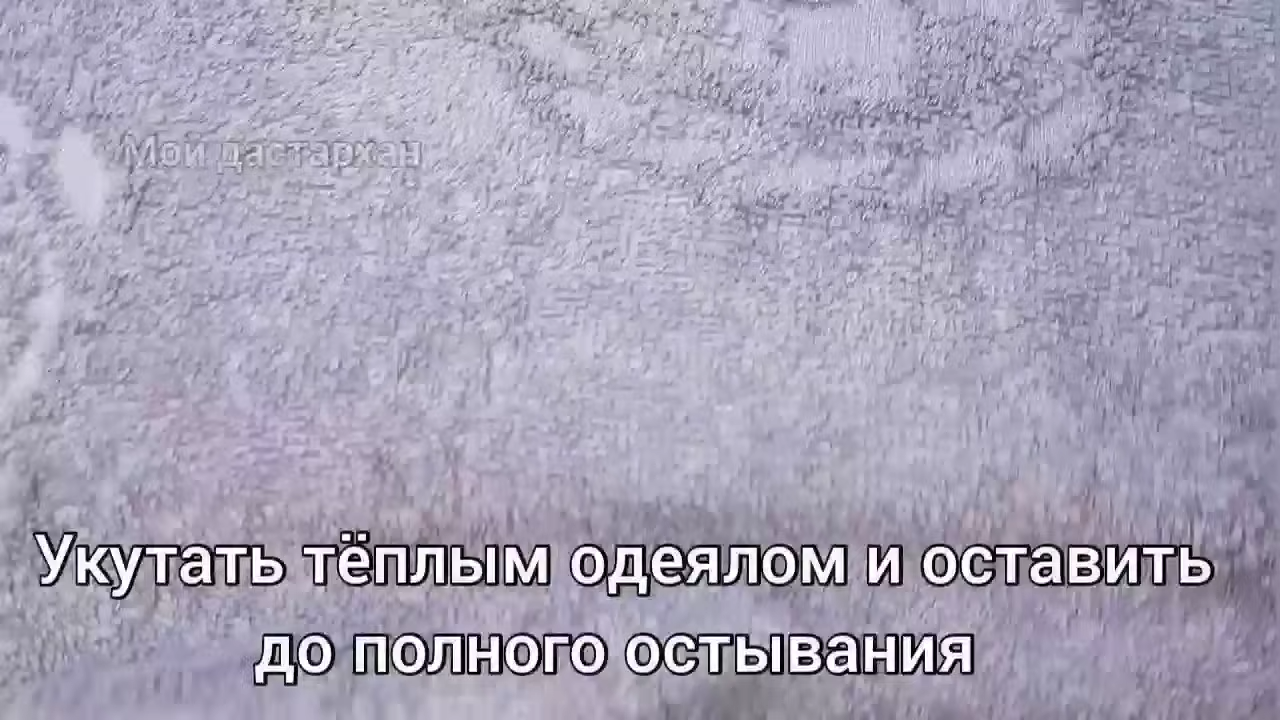 Мой дастархан
Укутать тёплым одеялом и оставить
до полного остывания